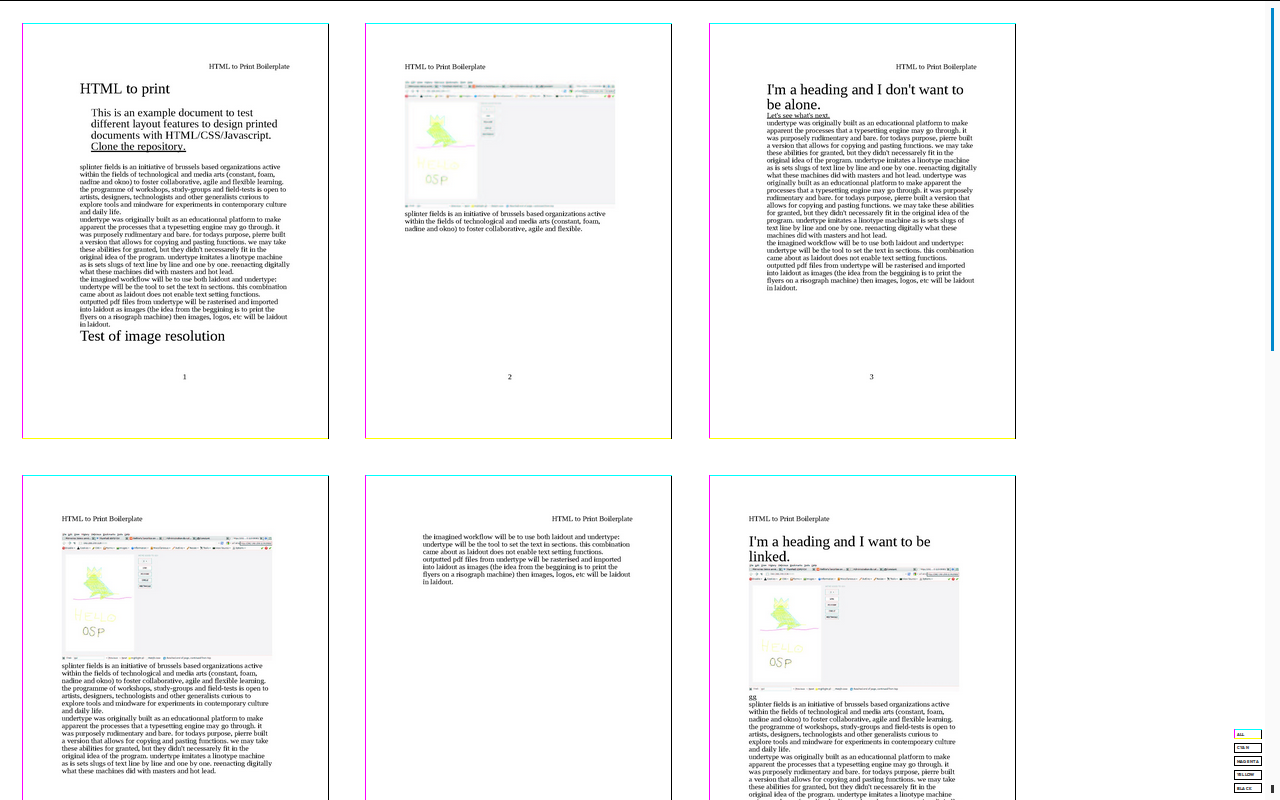 HTML to Print Boilerplate
HTML to print
This is an example document to test
different layout features to design printed
documents with HTML/CSS/Javascript.
Clone the repository.
splinter fields is an initiative of brussels based organizations active
within the fields of technological and media arts (constant, foam,
nadine and okno) to foster collaborative, agile and flexible learning.
the programme of workshops, study-groups and field-tests is open to
artists, designers, technologists and other generalists curious to
explore tools and mindware for experiments in contemporary culture
and daily life.
undertype was originally built as an educationnal platform to make
apparent the processes that a typesetting engine may go through. it
was purposely rudimentary and bare. for todays purpose, pierre built
a version that allows for copying and pasting functions. we may take
these abilities for granted, but they didn't necessarely fit in the
original idea of the program. undertype imitates a linotype machine
as is sets slugs of text line by line and one by one. reenacting digitally
what these machines did with masters and hot lead.
the imagined workflow will be to use both laidout and undertype:
undertype will be the tool to set the text in sections. this combination
came about as laidout does not enable text setting functions.
outputted pdf files from undertype will be rasterised and imported
into laidout as images (the idea from the beggining is to print the
flyers on a risograph machine) then images, logos, etc will be laidout
in laidout.
Test of image resolution
1
HTML to Print Boilerplate
HELLO
OSP
splinter fields is an initiative of brussels based organizations active
within the fields of technological and media arts (constant, foam,
nadine and okno) to foster collaborative, agile and flexible.
2
HTML to Print Boilerplate
I'm a heading and I don't want to
be alone.
Let's see what's next.
undertype was originally built as an educationnal platform to make
apparent the processes that a typesetting engine may go through. it
was purposely rudimentary and bare. for todays purpose, pierre built
a version that allows for copying and pasting functions. we may take
these abilities for granted, but they didn't necessarely fit in the
original idea of the program. undertype imitates a linotype machine
as is sets slugs of text line by line and one by one. reenacting digitally
what these machines did with masters and hot lead. undertype was
originally built as an educationnal platform to make apparent the
processes that a typesetting engine may go through. it was purposely
rudimentary and bare. for todays purpose, pierre built a version that
allows for copying and pasting functions. we may take these abilities
for granted, but they didn't necessarely fit in the original idea of the
program. undertype imitates a linotype machine as is sets slugs of
text line by line and one by one. reenacting digitally what these
machines did with masters and hot lead.
the imagined workflow will be to use both laidout and undertype:
undertype will be the tool to set the text in sections. this combination
came about as laidout does not enable text setting functions.
outputted pdf files from undertype will be rasterised and imported
into laidout as images (the idea from the beggining is to print the
flyers on a risograph machine) then images, logos, etc will be laidout
in laidout.
3
HTML to Print Boilerplate
HELLO
OSP
splinter fields is an initiative of brussels based organizations active
within the fields of technological and media arts (constant, foam,
nadine and okno) to foster collaborative, agile and flexible learning.
the programme of workshops, study-groups and field-tests is open to
artists, designers, technologists and other generalists curious to
explore tools and mindware for experiments in contemporary culture
and daily life.
undertype was originally built as an educationnal platform to make
apparent the processes that a typesetting engine may go through. it
was purposely rudimentary and bare. for todays purpose, pierre built
a version that allows for copying and pasting functions. we may take
these abilities for granted, but they didn't necessarely fit in the
original idea of the program. undertype imitates a linotype machine
as is sets slugs of text line by line and one by one. reenacting digitally
what these machines did with masters and hot lead.
HTML to Print Boilerplate
the imagined workflow will be to use both laidout and undertype:
undertype will be the tool to set the text in sections. this combination
came about as laidout does not enable text setting functions.
outputted pdf files from undertype will be rasterised and imported
into laidout as images (the idea from the beggining is to print the
flyers on a risograph machine) then images, logos, etc will be laidout
in laidout.
HTML to Print Boilerplate
I'm a heading and I want to be
linked.
HELLO
OSP
gg
splinter fields is an initiative of brussels based organizations active
within the fields of technological and media arts (constant, foam,
nadine and okno) to foster collaborative, agile and flexible learning.
the programme of workshops, study-groups and field-tests is open to
artists, designers, technologists and other generalists curious to
explore tools and mindware for experiments in contemporary culture
and daily life.
undertype was originally built as an educationnal platform to make
apparent the processes that a typesetting engine may go through. it
was purposely rudimentary and bare. for todays purpose, pierre built
a version that allows for copying and pasting functions. we may take
these abilities for granted, but they didn't necessarely fit in the
original idea of the program. undertype imitates a linotype machine
ALL
CYAN
MAGENTA
YELLOW
BLACK